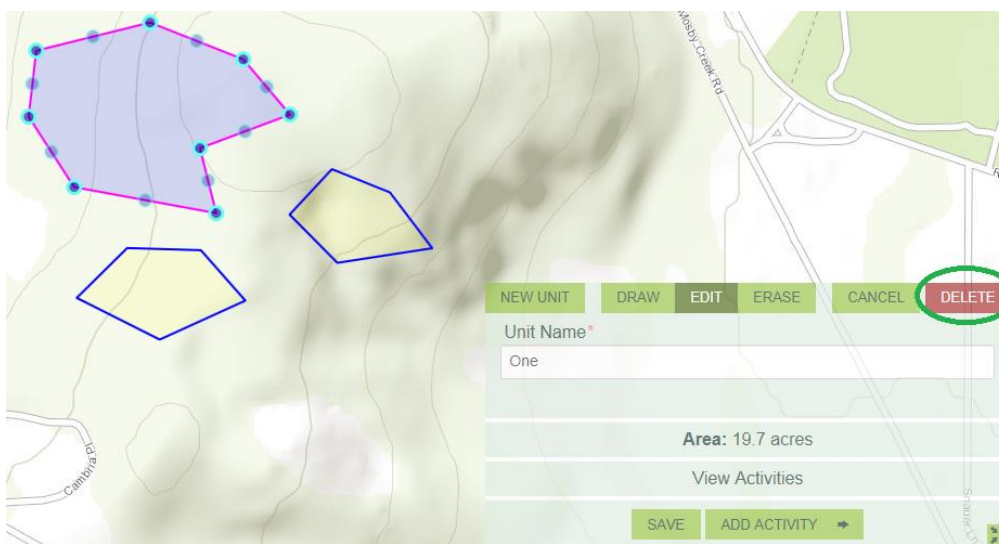 Mosby Creek Rd
NEW UNIT DRAW EDIT ERASE CANCEL DELETE
Unit Name*
One
Area: 19.7 acres
View Activities
Cambria
SAVE ADD ACTIVITY